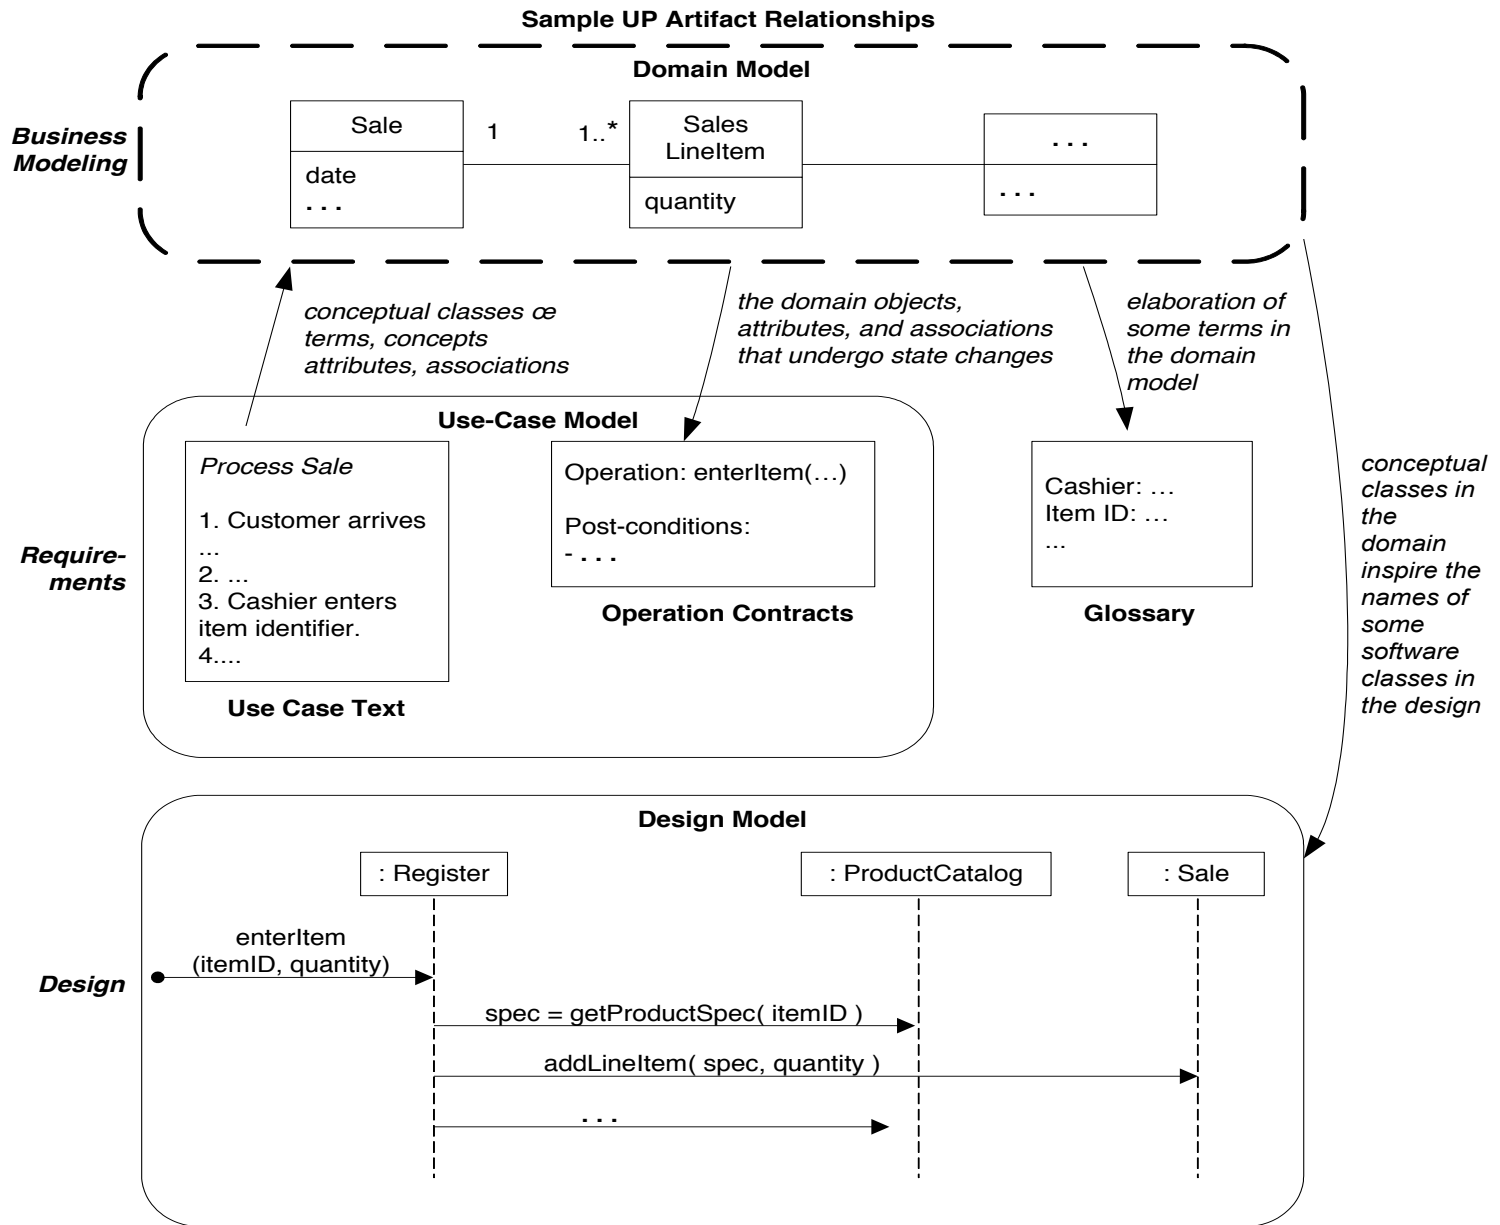 Sample UP Artifact Relationships
Domain Model
Business
Modeling
Sale
date
. . .
1
1..*
Sales
LineItem
quantity
. . .
. . .
conceptual classes œ
terms, concepts
attributes, associations
the domain objects,
attributes, and associations
that undergo state changes
elaboration of
some terms in
the domain
model
conceptual
classes in
the
domain
inspire the
names of
some
software
classes in
the design
Require-
ments
Use-Case Model
Process Sale
1. Customer arrives
...
2. ...
3. Cashier enters
item identifier.
4....
Use Case Text
Operation: enterItem(…)
Post-conditions:
- . . .
Operation Contracts
Cashier: …
Item ID: …
...
Glossary
Design
Design Model
: Register
: ProductCatalog
: Sale
enterItem
(itemID, quantity)
spec = getProductSpec( itemID )
addLineItem( spec, quantity )
. . .